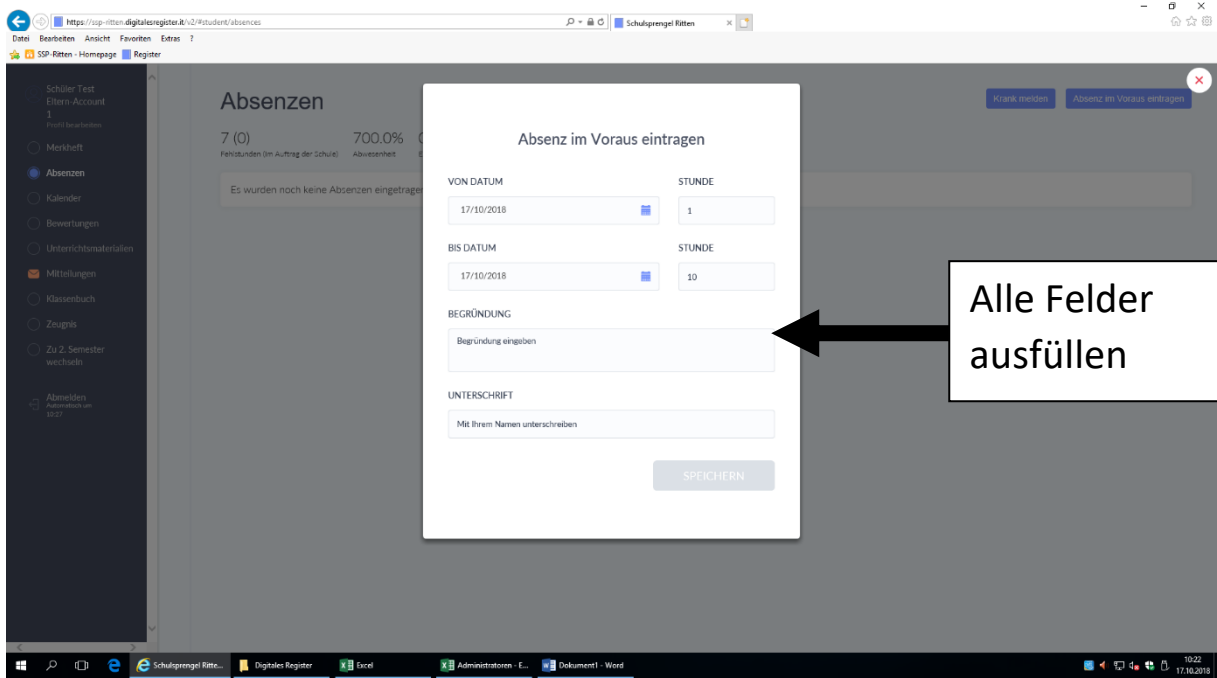 https://ssp-ritten.digitalesregister.it/v2/#student/absences
Schulsprengel Ritten
Datei Bearbeiten Ansicht Favoriten Extras ?
SSP-Ritten - Homepage Register
Schüler Test
Eltern-Account
1
Profil bearbeiten
Merkheft
Absenzen
Kalender
Bewertungen
Unterrichtsmaterialien
Mitteilungen
Klassenbuch
Zeugnis
Zu 2. Semester
wechseln
Abmelden
Automatisch um
10:27
Absenzen
Krank melden Absenz im Voraus eintragen
7 (0) 700.0%
Fehlstunden (im Auftrag der Schule) Abwesenheit
Es wurden noch keine Absenzen eingetragen
Absenz im Voraus eintragen
VON DATUM STUNDE
17/10/2018 1
BIS DATUM STUNDE
17/10/2018 10
BEGRÜNDUNG
Begründung eingeben
UNTERSCHRIFT
Mit Ihrem Namen unterschreiben
SPEICHERN
Alle Felder
ausfüllen
Schulsprengel Ritte... Digitales Register Excel Administratoren - E... Dokument1 - Word
10:22
17.10.2018